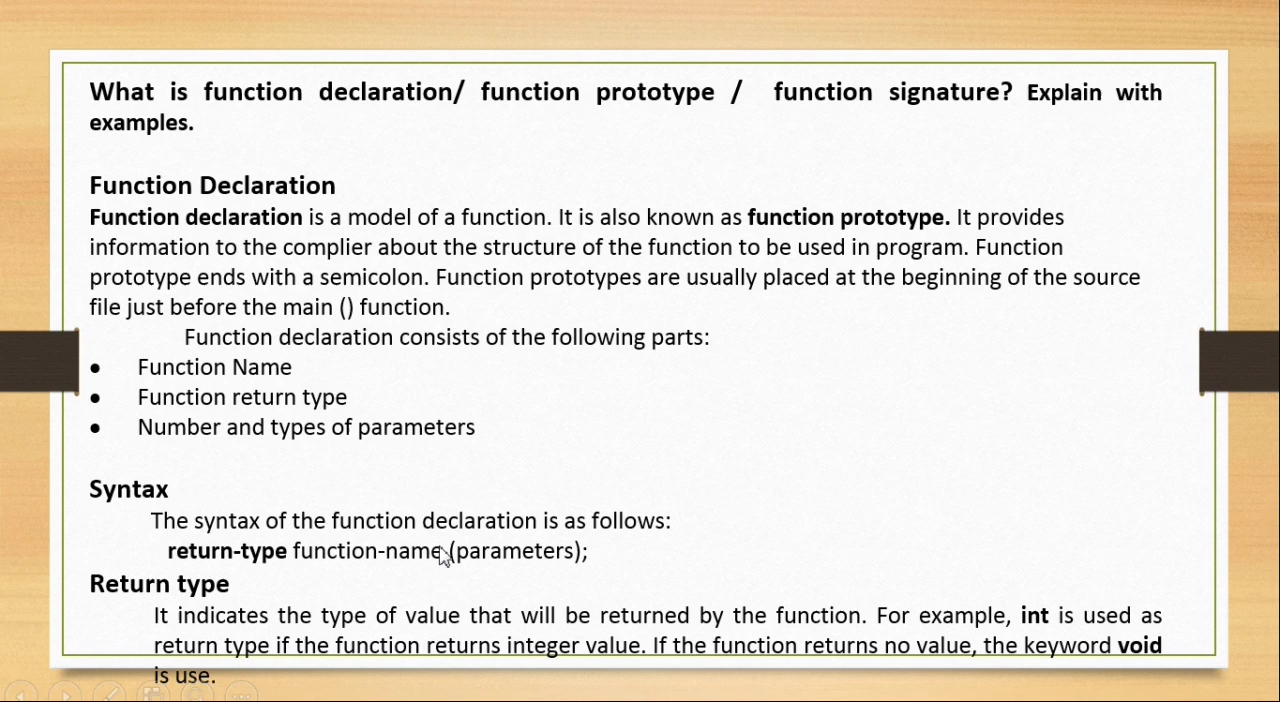 What is function declaration/ function prototype / function signature? Explain with
examples.
Function Declaration
Function declaration is a model of a function. It is also known as function prototype. It provides
information to the complier about the structure of the function to be used in program. Function
prototype ends with a semicolon. Function prototypes are usually placed at the beginning of the source
file just before the main () function.
Function declaration consists of the following parts:
• Function Name
• Function return type
• Number and types of parameters
Syntax
The syntax of the function declaration is as follows:
return-type function-name (parameters);
Return type
It indicates the type of value that will be returned by the function. For example, int is used as
return type if the function returns integer value. If the function returns no value, the keyword void
is use.